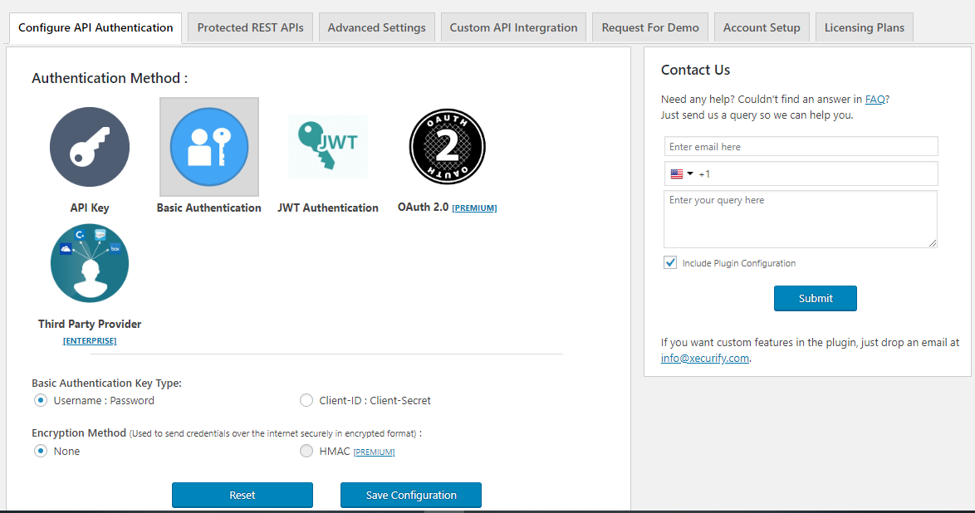 Configure API Authentication
Protected REST APIs
Advanced Settings
Custom API Intergration
Request For Demo
Account Setup
Licensing Plans
Authentication Method :
JWT
OAUTH
2
OAUTH
API Key
Basic Authentication
JWT Authentication
OAuth 2.0 [PREMIUM]
box
Third Party Provider
[ENTERPRISE]
Basic Authentication Key Type:
Username : Password
Client-ID : Client-Secret
Encryption Method (Used to send credentials over the internet securely in encrypted format) :
None
HMAC [PREMIUM]
Reset
Save Configuration
Contact Us
Need any help? Couldn't find an answer in FAQ?
Just send us a query so we can help you.
Enter email here
+1
Enter your query here
Include Plugin Configuration
Submit
If you want custom features in the plugin, just drop an email at
info@xecurify.com.